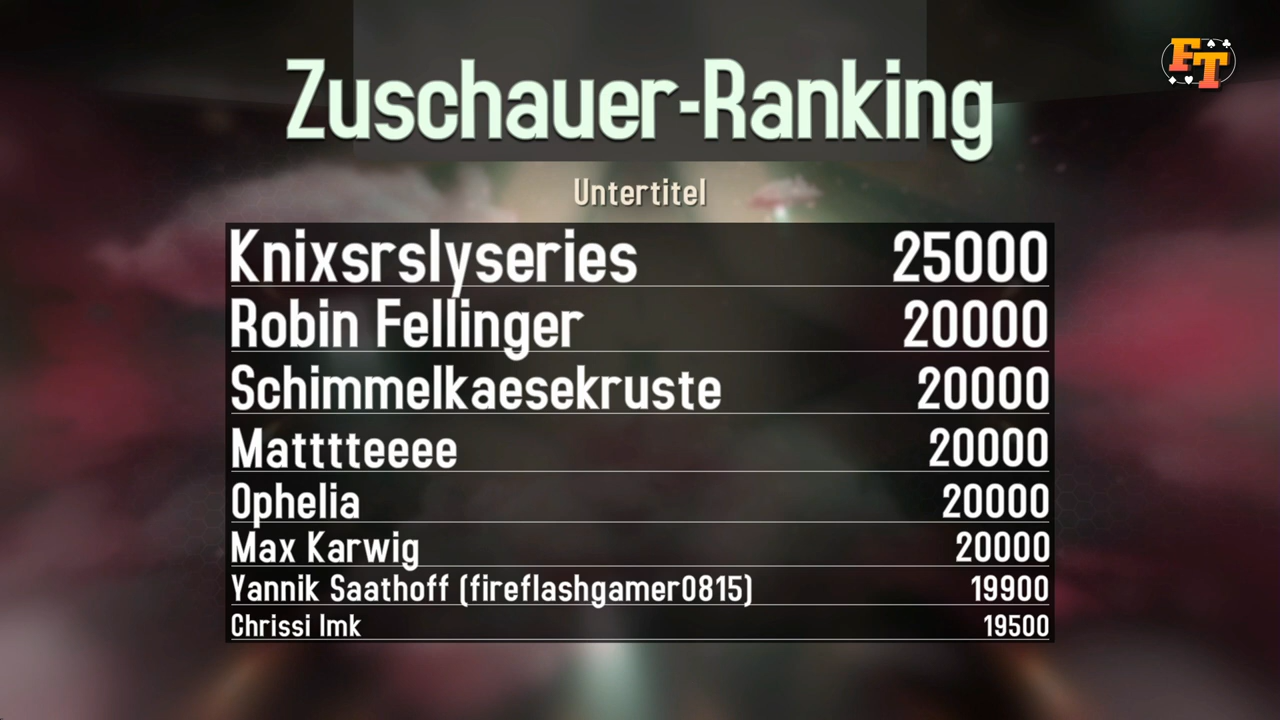 FT
Zuschauer-Ranking
Untertitel
Knixsrslyseries 25000
Robin Fellinger 20000
Schimmelkaesekruste 20000
Matttteeee 20000
Ophelia 20000
Max Karwig 20000
Yannik Saathoff (fireflashgamer0815) 19900
Chrissi Imk 19500